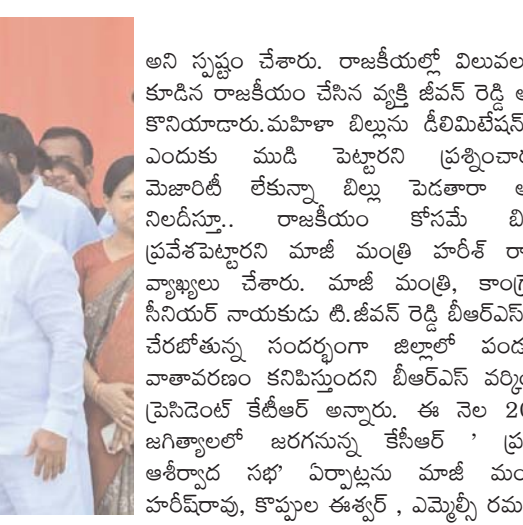 అని స్పష్టం చేశారు. రాజకీయల్లో విలువల
కూడిన రాజకీయం చేసిన వ్యక్తి జీవన్ రెడ్డి అ
కొనియాడారు.మహిళా బిల్లును డీలిమిటేషన్
ఎందుకు ముడి పెట్టారని ప్రశ్నించా
మెజారిటీ లేకున్నా బిల్లు పెడతారా అ
నిలదీస్తూ.. రాజకీయం కోసమే బి
ప్రవేశపెట్టారని మాజీ మంత్రి హరీశ్ రా
వ్యాఖ్యలు చేశారు. మాజీ మంత్రి, కాంగ్రె
సీనియర్ నాయకుడు టి.జీవన్ రెడ్డి బీఆర్ఎస్
చేరబోతున్న సందర్భంగా జిల్లాలో పండ
వాతావరణం కనిపిస్తుందని బీఆర్ఎస్ వర్కి
ప్రెసిడెంట్ కేటీఆర్ అన్నారు. ఈ నెల 20
జగిత్యాలలో జరగనున్న కేసీఆర్ ' ప్ర
ఆశీర్వాద సభ' ఏర్పాట్లను మాజీ మం
హరీష్‌రావు, కొప్పుల ఈశ్వర్ , ఎమ్మెల్సీ రమ